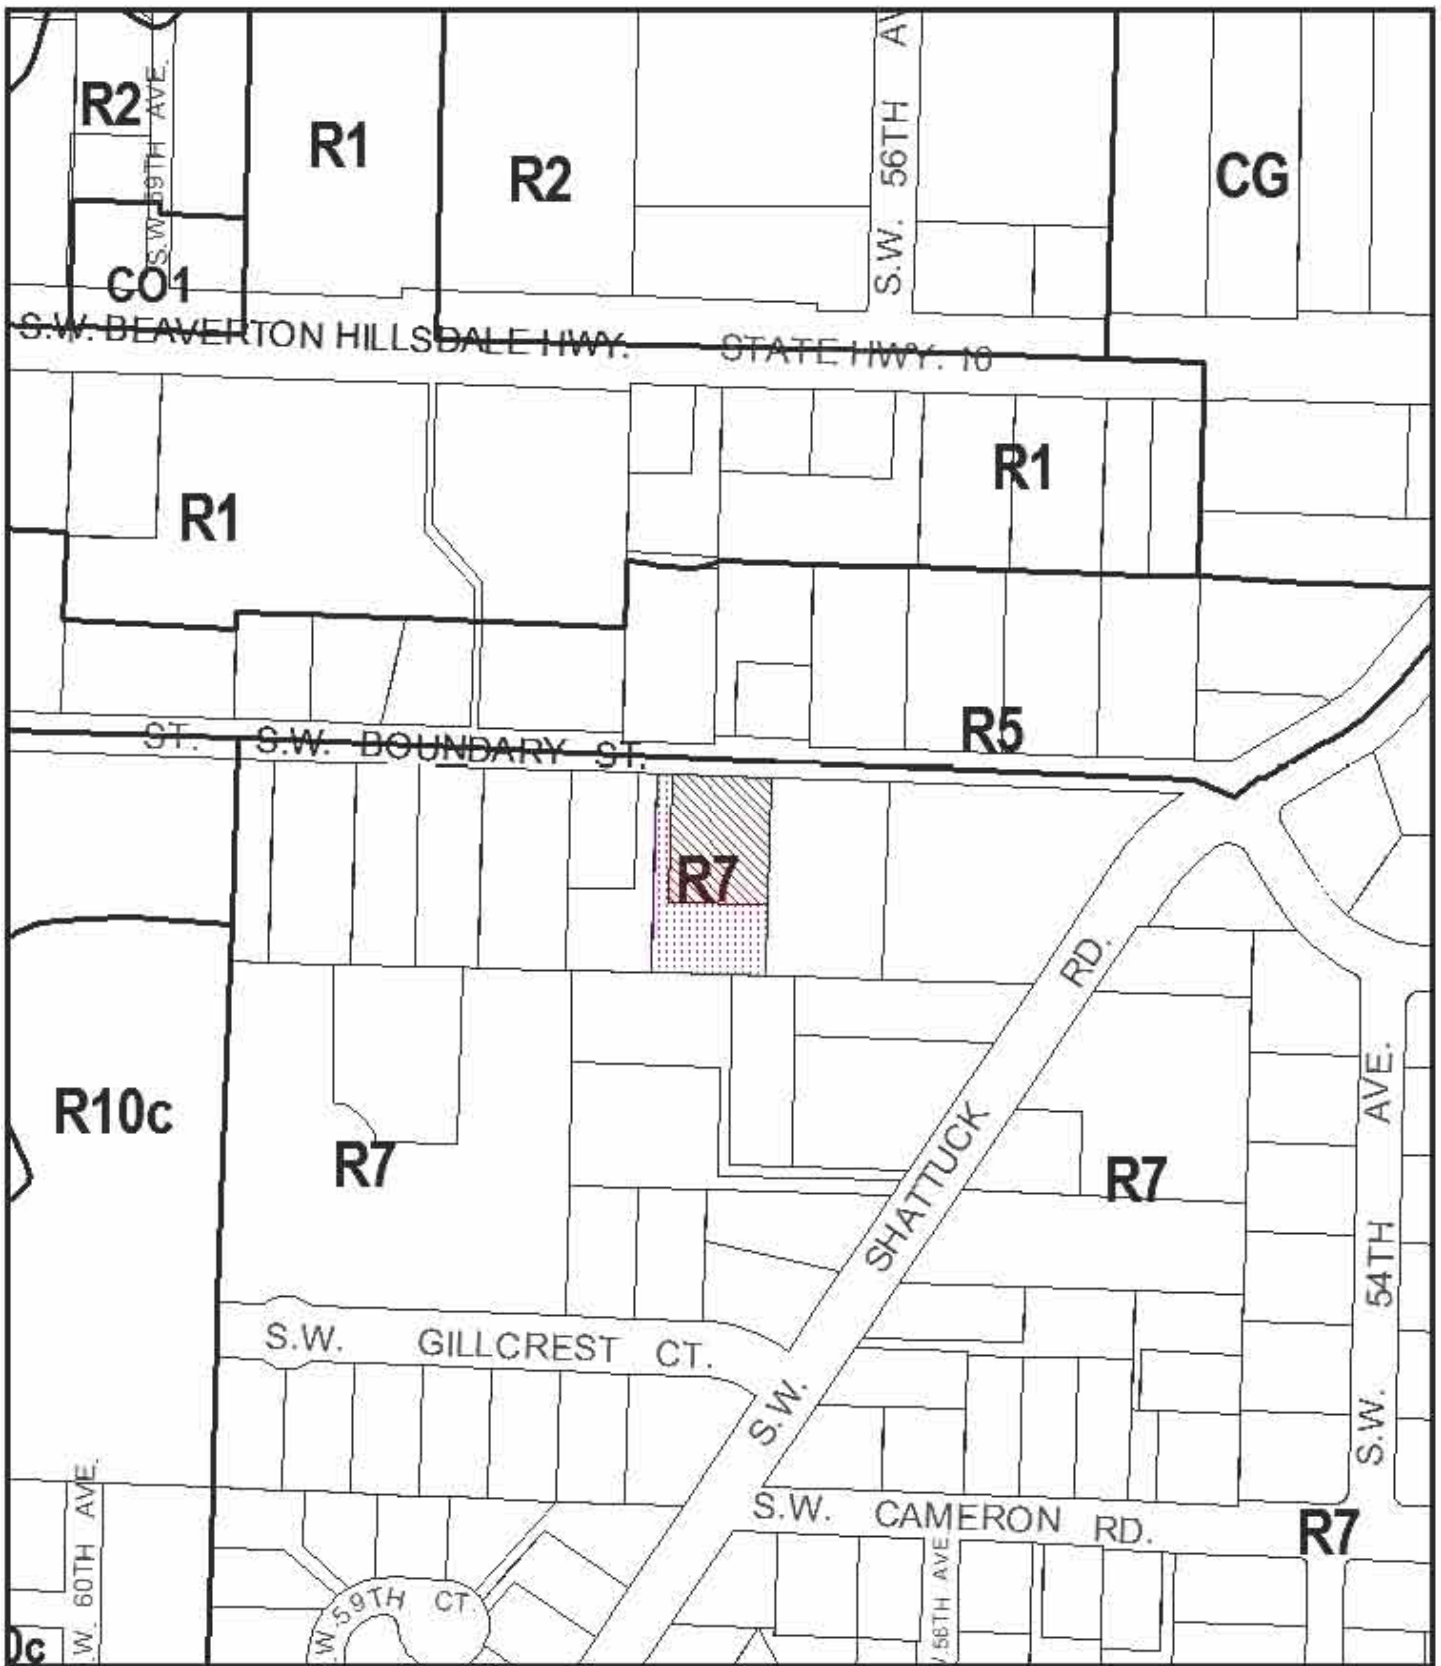 R2
S.W. 59TH AVE.
R1
R2
S.W. 56TH AV
CG
CO1
S.W. BEAVERTON HILLSDALE HWY. STATE HWY. 10
R1
R1
R5
ST. S.W. BOUNDARY ST.
R7
RD.
R10c
R7
SHATTUCK
R7
S.W. 54TH AVE.
S.W. GILLCREST CT.
S.W.
S.W. CAMERON RD.
R7
W. 60TH AVE.
W. 59TH CT.
56TH AVE
0c